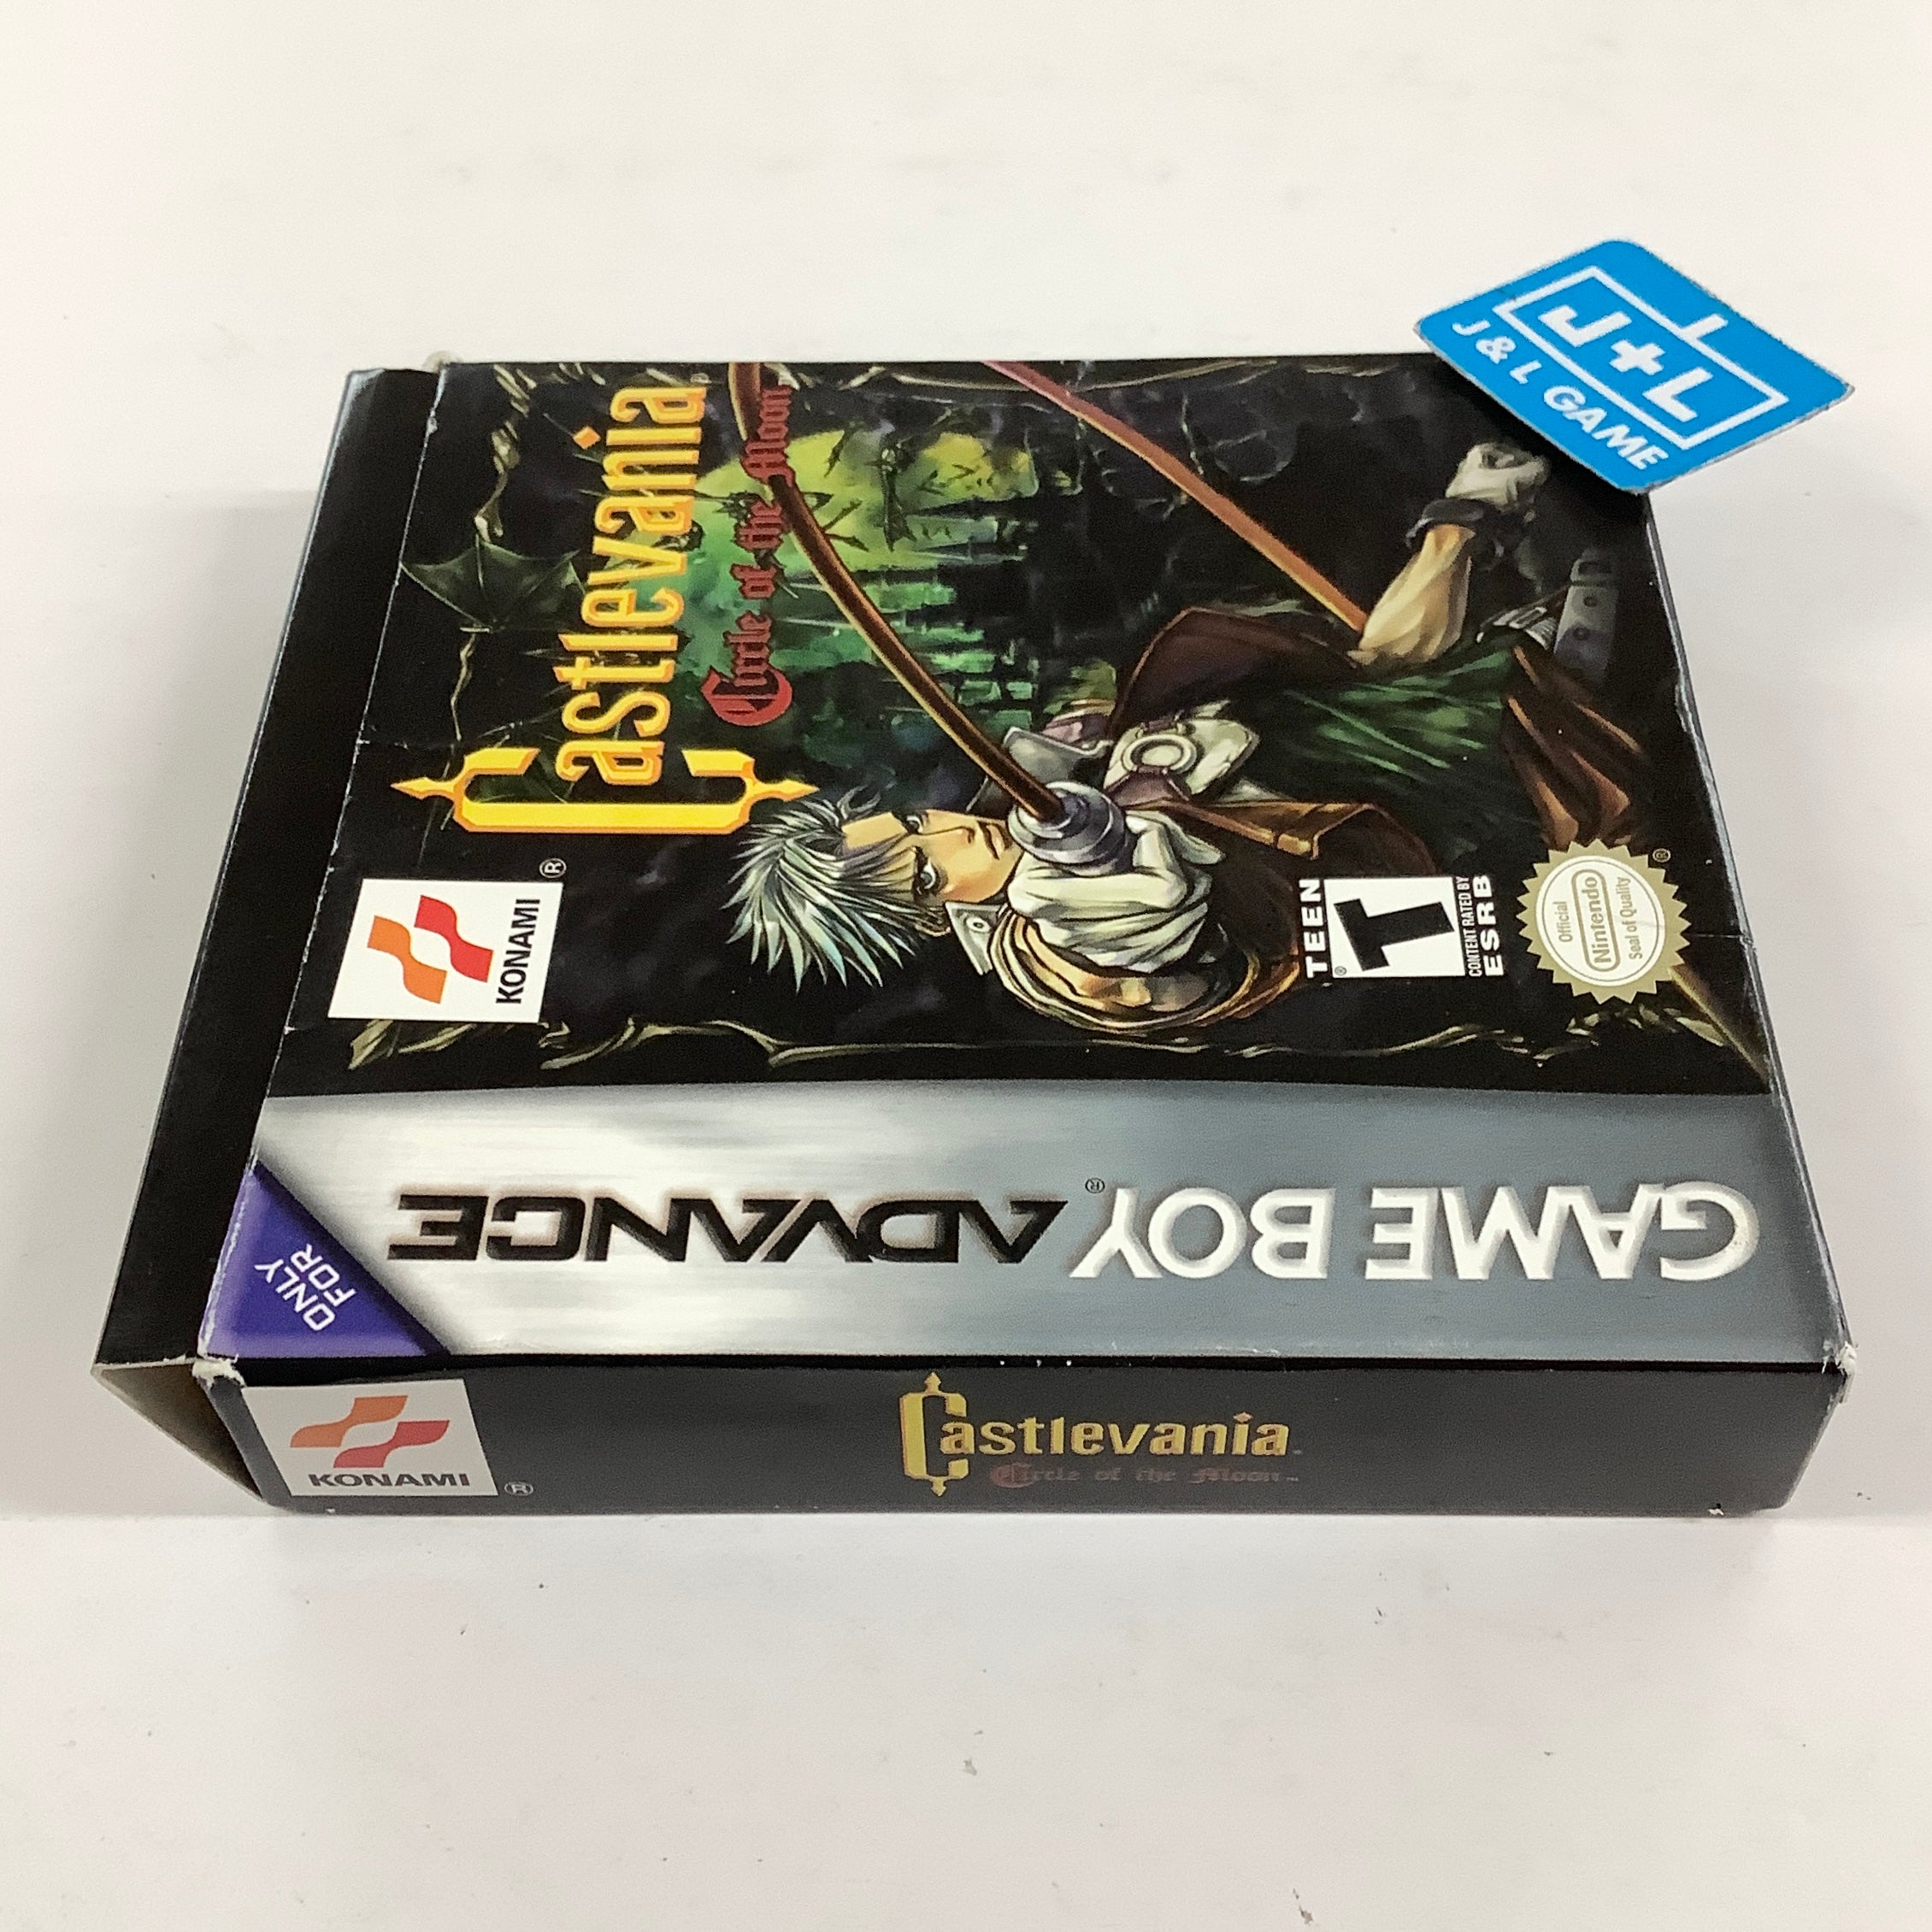 J+L
J & L GAME
KONAMI
®
Castlevania
Circle of the Moon
TEEN
T
®
CONTENT RATED BY
ESRB
Official
Nintendo
Seal of Quality
®
GAME BOY ADVANCE
®
ONLY
FOR
KONAMI
®
Castlevania
Circle of the Moon™